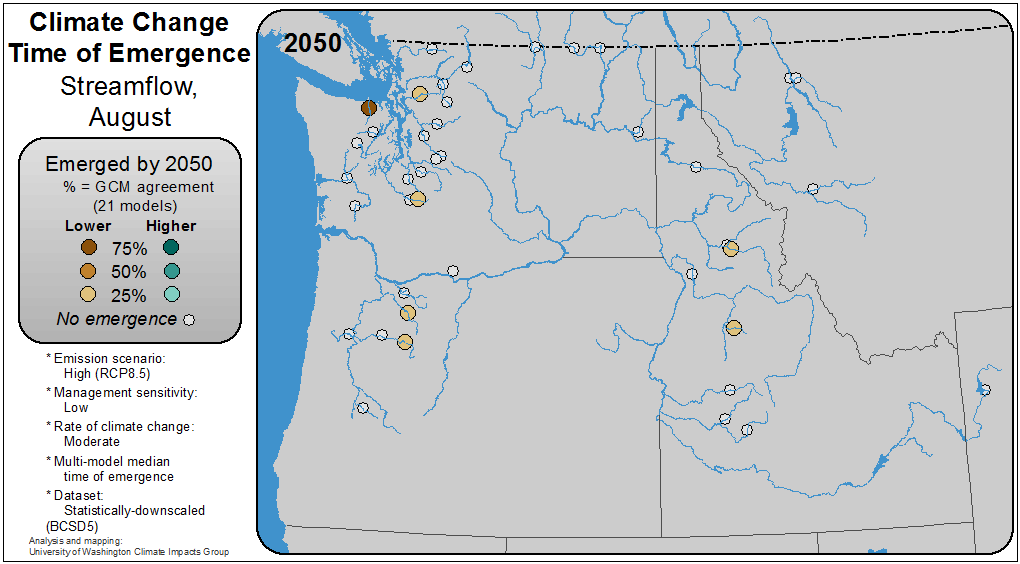 Climate Change
Time of Emergence
Streamflow,
August
Emerged by 2050
% = GCM agreement
(21 models)
Lower Higher
75%
50%
25%
No emergence
* Emission scenario:
High (RCP8.5)
* Management sensitivity:
Low
* Rate of climate change:
Moderate
* Multi-model median
time of emergence
* Dataset:
Statistically-downscaled
(BCSD5)
Analysis and mapping:
University of Washington Climate Impacts Group
2050